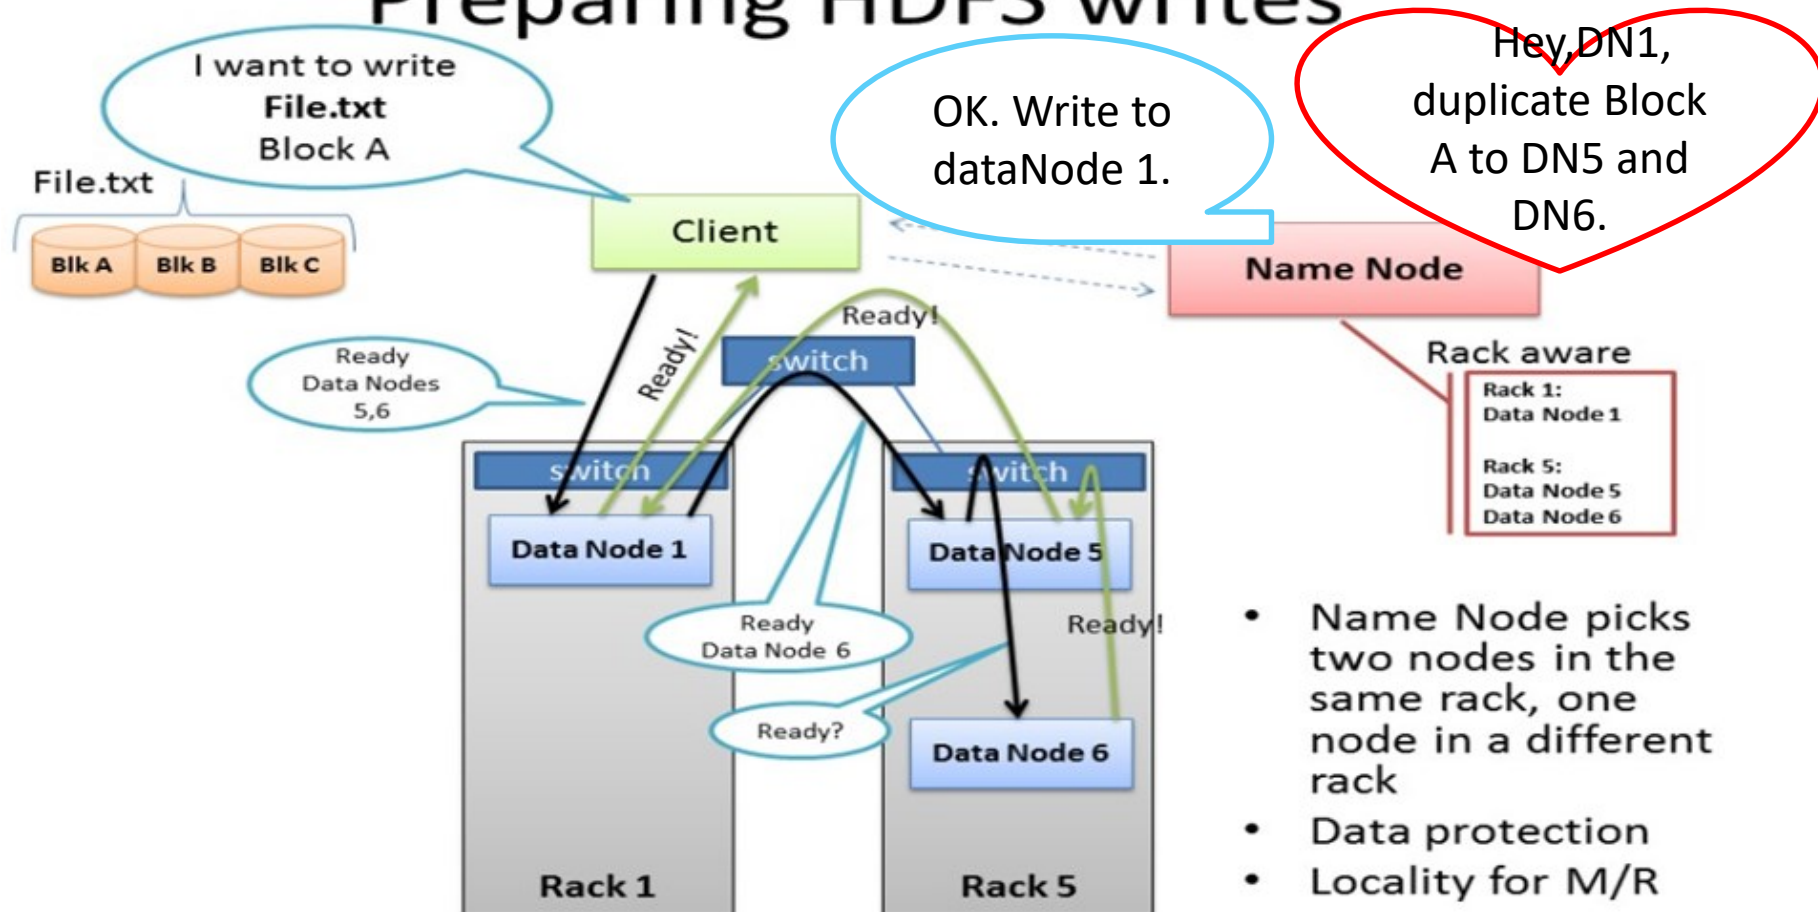 Preparing HDFS writes
I want to write
File.txt
Block A
OK. Write to
dataNode 1.
Hey,DN1,
duplicate Block
A to DN5 and
DN6.
File.txt
Blk A
Blk B
Blk C
Client
Name Node
Ready
Data Nodes
5,6
Ready!
Ready!
switch
Rack aware
Rack 1:
Data Node 1
Rack 5:
Data Node 5
Data Node 6
switch
switch
Data Node 1
Data Node 5
Ready
Data Node 6
Ready!
Ready?
Data Node 6
Rack 1
Rack 5
• Name Node picks
two nodes in the
same rack, one
node in a different
rack
• Data protection
• Locality for M/R